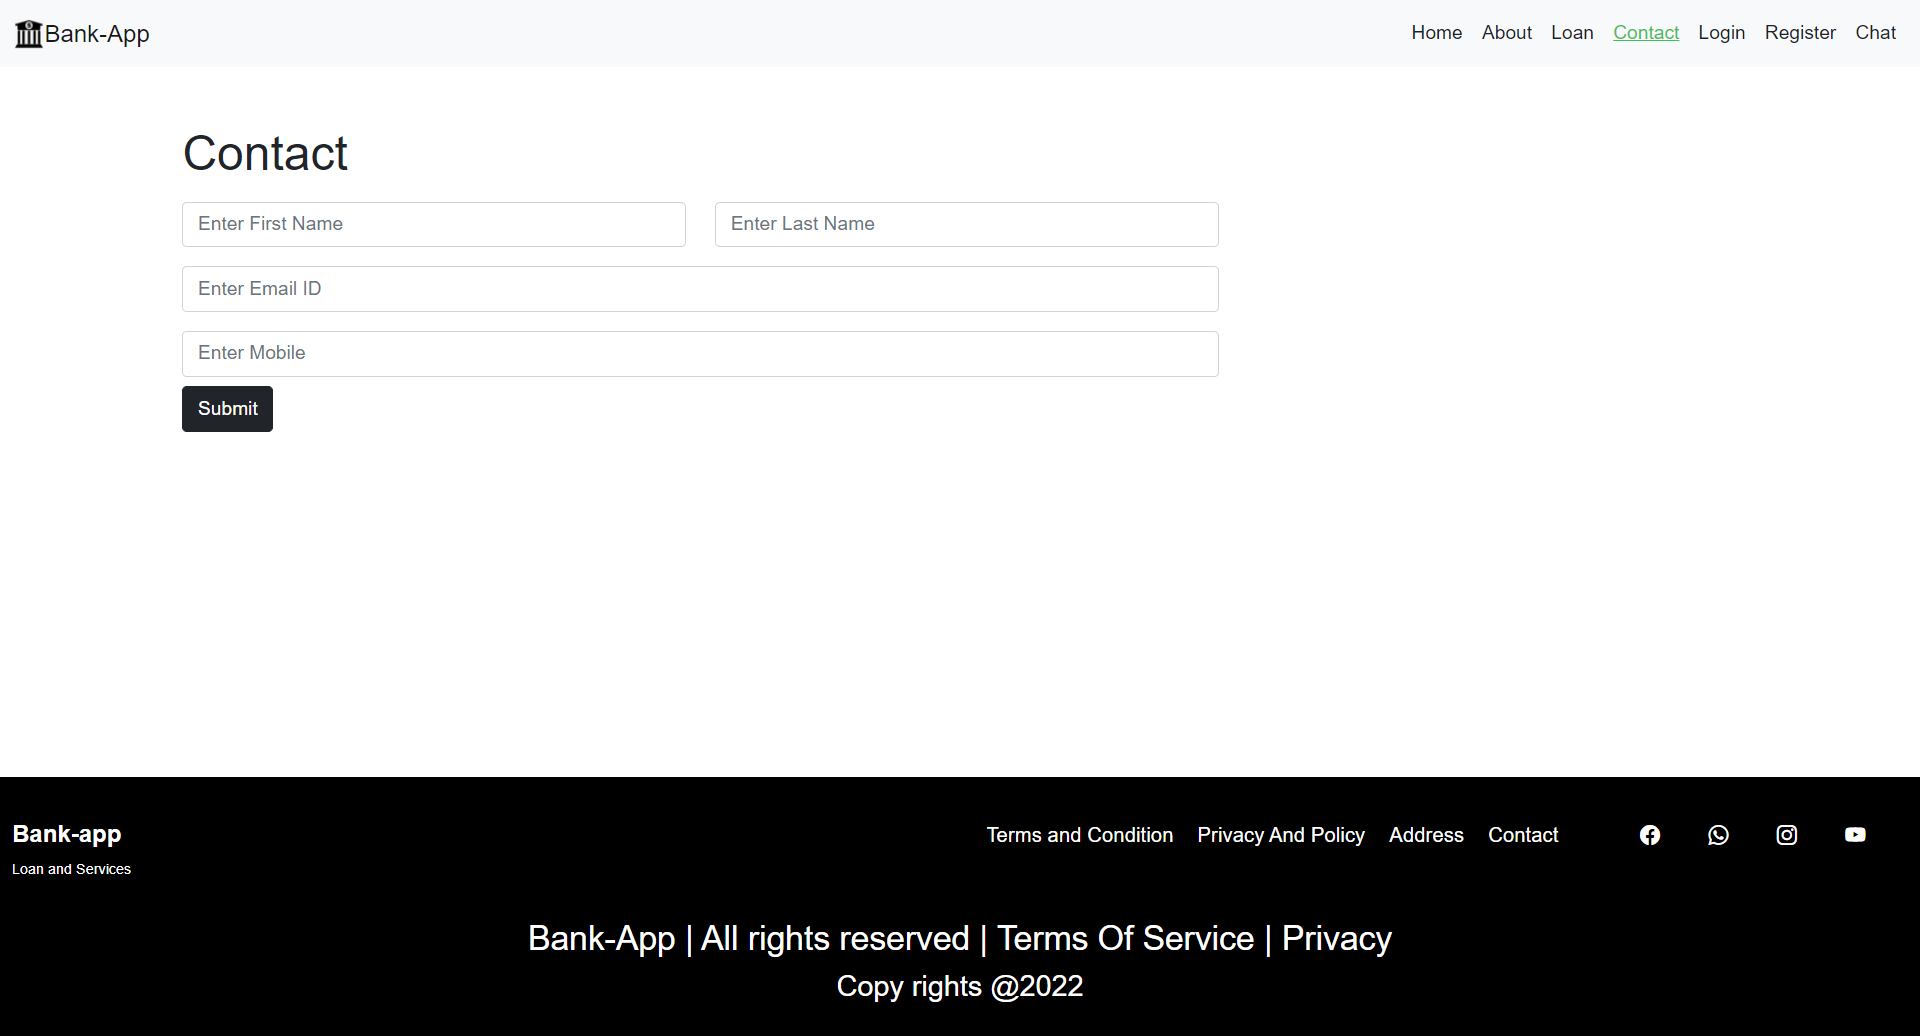 Bank-App Home About Loan Contact Login Register Chat
Contact
Enter First Name Enter Last Name
Enter Email ID
Enter Mobile
Submit
Bank-app Terms and Condition Privacy And Policy Address Contact
Loan and Services
Bank-App | All rights reserved | Terms Of Service | Privacy
Copy rights @2022